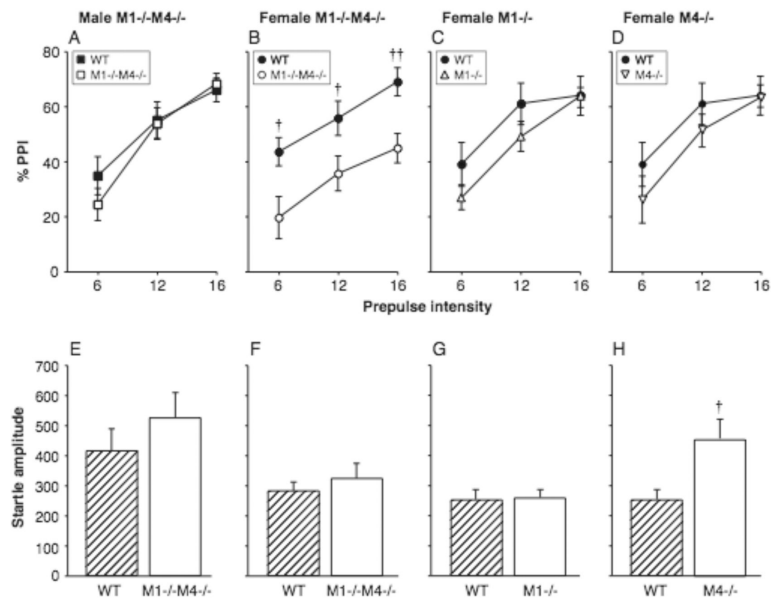 Male M1-/-M4-/-
Female M1-/-M4-/-
Female M1-/-
Female M4-/-
A
B
C
D
80
60
40
20
0
% PPI
WT
M1-/-M4-/-
WT
M1-/-M4-/-
WT
M1-/-
WT
M4-/-
†
†
††
6 12 16
6 12 16
6 12 16
6 12 16
Prepulse intensity
E
F
G
H
700
600
500
400
300
200
100
0
Startle amplitude
†
WT M1-/-M4-/-
WT M1-/-M4-/-
WT M1-/-
WT M4-/-